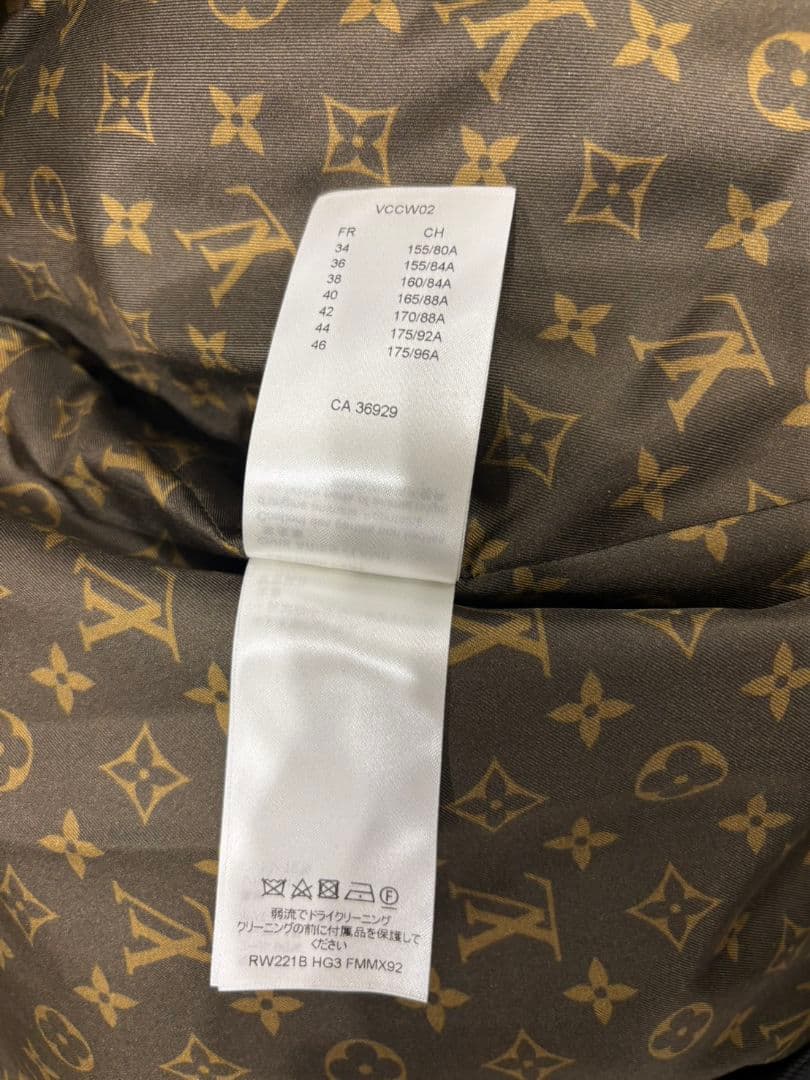 VCCW02
FR CH
34 155/80A
36 155/84A
38 160/84A
40 165/88A
42 170/88A
44 175/92A
46 175/96A
CA 36929
弱流でドライクリーニング
クリーニングの前に付属品を保護して
ください
RW221B HG3 FMMX92